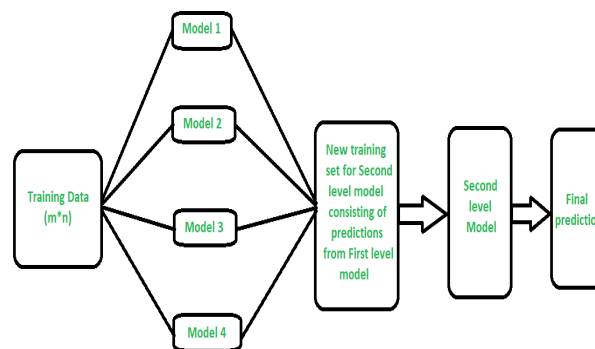 Model 1
Model 2
Training Data
(m*n)
Model 3
Model 4
New training
set for Second
level model
consisting of
predictions
from First level
model
Second
level
Model
Final
prediction